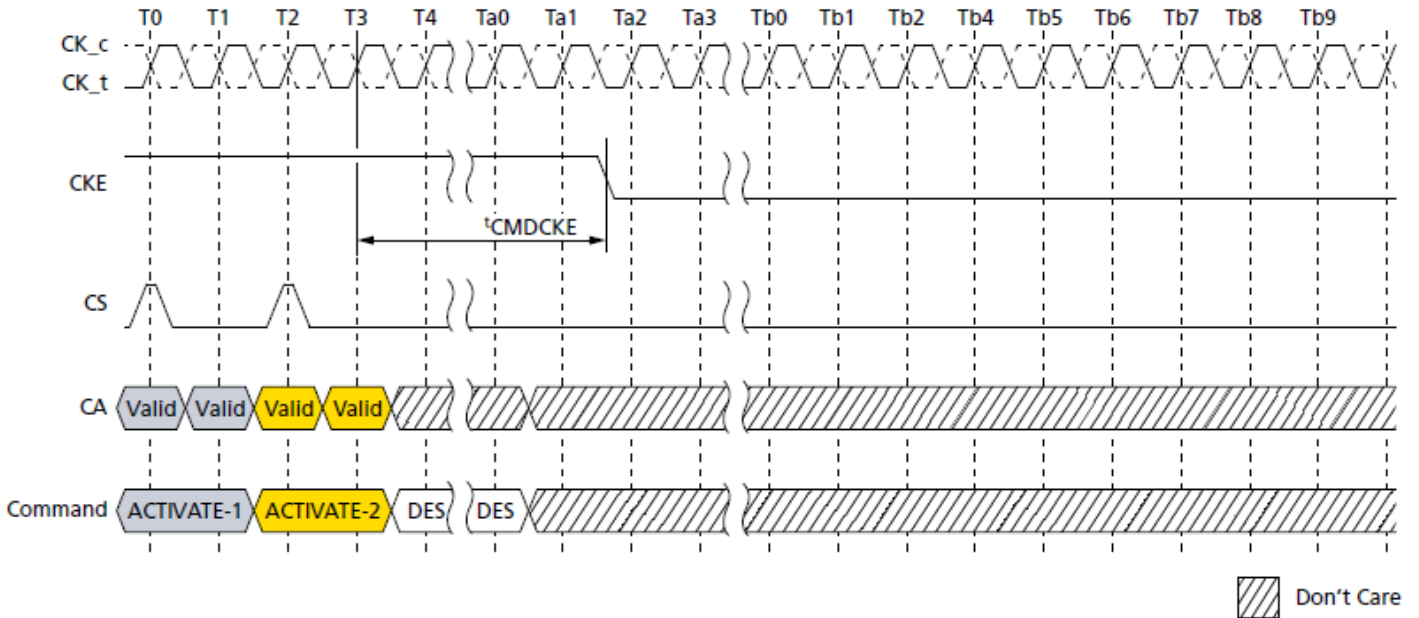 T0 T1 T2 T3 T4 Ta0 Ta1 Ta2 Ta3 Tb0 Tb1 Tb2 Tb4 Tb5 Tb6 Tb7 Tb8 Tb9
CK_c
CK_t
CKE
tCMDCKE
CS
CA Valid Valid Valid Valid
Command ACTIVATE-1 ACTIVATE-2 DES DES
Don't Care